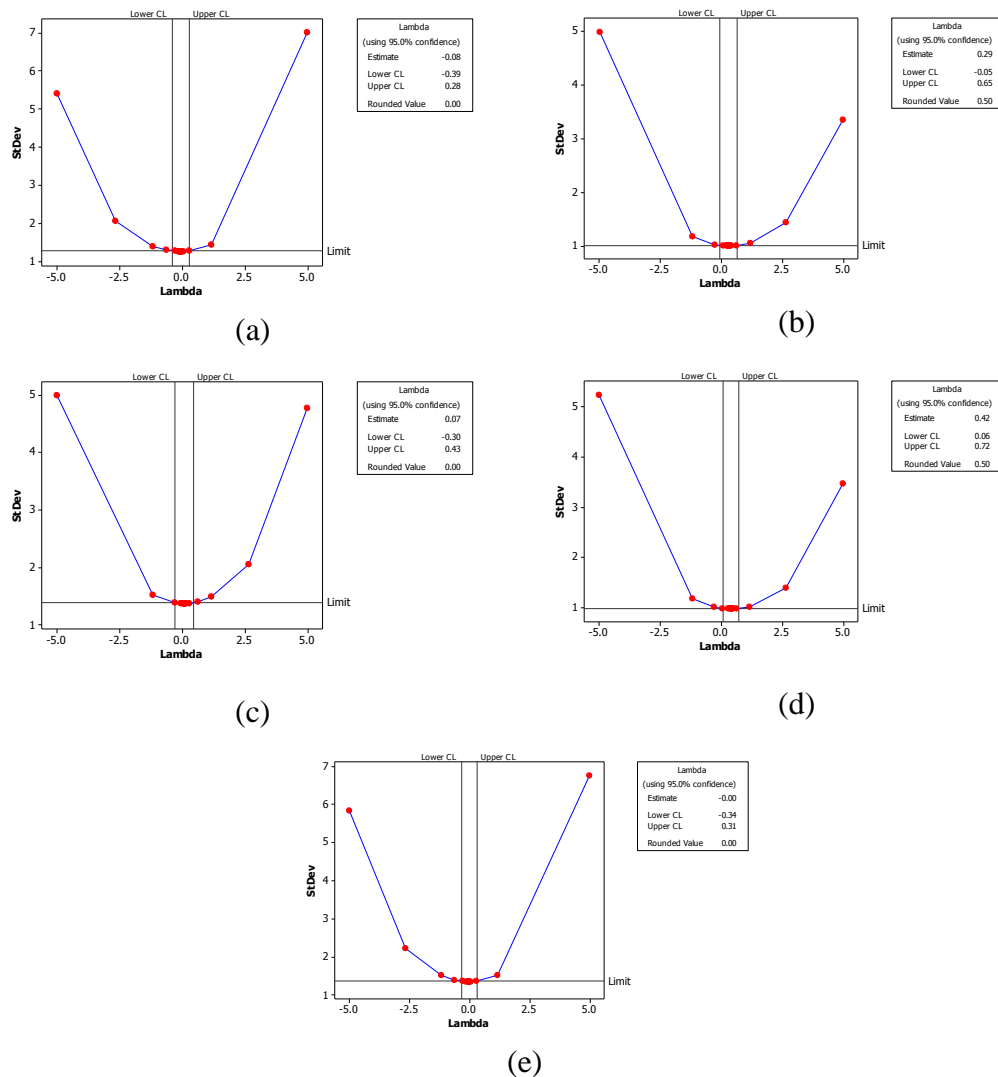 Lower CL Upper CL
7
6
5
4
3
2
1
StDev
-5.0 -2.5 0.0 2.5 5.0
Lambda
Limit
Lambda
(using 95.0% confidence)
Estimate -0.08
Lower CL -0.39
Upper CL 0.28
Rounded Value 0.00
(a)
Lower CL Upper CL
5
4
3
2
1
StDev
-5.0 -2.5 0.0 2.5 5.0
Lambda
Limit
Lambda
(using 95.0% confidence)
Estimate 0.29
Lower CL -0.05
Upper CL 0.65
Rounded Value 0.50
(b)
Lower CL Upper CL
5
4
3
2
1
StDev
-5.0 -2.5 0.0 2.5 5.0
Lambda
Limit
Lambda
(using 95.0% confidence)
Estimate 0.07
Lower CL -0.30
Upper CL 0.43
Rounded Value 0.00
(c)
Lower CL Upper CL
5
4
3
2
1
StDev
-5.0 -2.5 0.0 2.5 5.0
Lambda
Limit
Lambda
(using 95.0% confidence)
Estimate 0.42
Lower CL 0.06
Upper CL 0.72
Rounded Value 0.50
(d)
Lower CL Upper CL
7
6
5
4
3
2
1
StDev
-5.0 -2.5 0.0 2.5 5.0
Lambda
Limit
Lambda
(using 95.0% confidence)
Estimate -0.00
Lower CL -0.34
Upper CL 0.31
Rounded Value 0.00
(e)